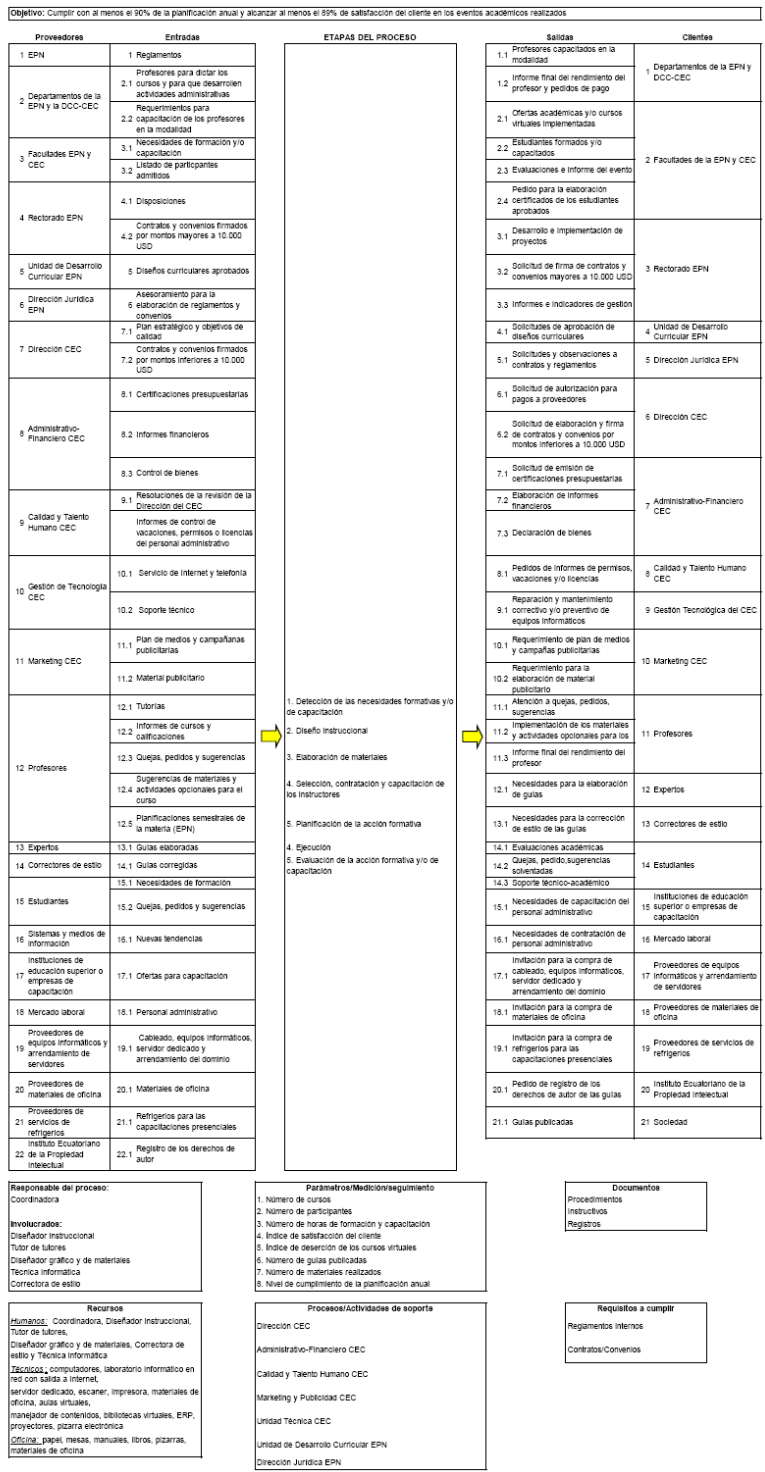 Objetivo: Cumplir con al menos el 90% de la planificación anual y alcanzar al menos el 89% de satisfacción del cliente en los eventos académicos realizados
Proveedores
Entradas
1 EPN
1 Reglamentos
2 Departamentos de la EPN y la DCC-CEC
2.1 Profesores para dictar los cursos y para que desarrollen actividades administrativas
2.2 Requerimientos para capacitación de los profesores en la modalidad
3 Facultades EPN y CEC
3.1 Necesidades de formación y/o capacitación
3.2 Listado de partcipantes admitidos
4 Rectorado EPN
4.1 Disposiciones
4.2 Contratos y convenios firmados por montos mayores a 10.000 USD
5 Unidad de Desarrollo Curricular EPN
5 Diseños curriculares aprobados
6 Dirección Jurídica EPN
6 Asesoramiento para la elaboración de reglamentos y convenios
7 Dirección CEC
7.1 Plan estratégico y objetivos de calidad
7.2 Contratos y convenios firmados por montos inferiores a 10.000 USD
8 Administrativo-Financiero CEC
8.1 Certificaciones presupuestarias
8.2 Informes financieros
8.3 Control de bienes
9 Calidad y Talento Humano CEC
9.1 Resoluciones de la revisión de la Dirección del CEC
Informes de control de vacaciones, permisos o licencias del personal administrativo
10 Gestión de Tecnología CEC
10.1 Servicio de Internet y telefonía
10.2 Soporte técnico
11 Marketing CEC
11.1 Plan de medios y campañanas publicitarias
11.2 Material publicitario
12 Profesores
12.1 Tutorías
12.2 Informes de cursos y calificaciones
12.3 Quejas, pedidos y sugerencias
12.4 Sugerencias de materiales y actividades opcionales para el curso
12.5 Planificaciones semestrales de la materia (EPN)
13 Expertos
13.1 Guías elaboradas
14 Correctores de estilo
14.1 Guías corregidas
15 Estudiantes
15.1 Necesidades de formación
15.2 Quejas, pedidos y sugerencias
16 Sistemas y medios de información
16.1 Nuevas tendencias
17 Instituciones de educación superior o empresas de capacitación
17.1 Ofertas para capacitación
18 Mercado laboral
18.1 Personal administrativo
19 Proveedores de equipos informáticos y arrendamiento de servidores
19.1 Cableado, equipos informáticos, servidor dedicado y arrendamiento del dominio
20 Proveedores de materiales de oficina
20.1 Materiales de oficina
21 Proveedores de servicios de refrigerios
21.1 Refrigerios para las capacitaciones presenciales
22 Instituto Ecuatoriano de la Propiedad Intelectual
22.1 Registro de los derechos de autor
ETAPAS DEL PROCESO
1. Detección de las necesidades formativas y/o de capacitación
2. Diseño Instruccional
3. Elaboración de materiales
4. Selección, contratación y capacitación de los instructores
5. Planificación de la acción formativa
4. Ejecución
5. Evaluación de la acción formativa y/o de capacitación
Salidas
Clientes
1.1 Profesores capacitados en la modalidad
1.2 Informe final del rendimiento del profesor y pedidos de pago
1 Departamentos de la EPN y DCC-CEC
2.1 Ofertas académicas y/o cursos virtuales implementadas
2.2 Estudiantes formados y/o capacitados
2.3 Evaluaciones e informe del evento
2.4 Pedido para la elaboración certificados de los estudiantes aprobados
2 Facultades de la EPN y CEC
3.1 Desarrollo e implementación de proyectos
3.2 Solicitud de firma de contratos y convenios mayores a 10.000 USD
3.3 Informes e indicadores de gestión
3 Rectorado EPN
4.1 Solicitudes de aprobación de diseños curriculares
4 Unidad de Desarrollo Curricular EPN
5.1 Solicitudes y observaciones a contratos y reglamentos
5 Dirección Jurídica EPN
6.1 Solicitud de autorización para pagos a proveedores
6.2 Solicitud de elaboración y firma de contratos y convenios por montos inferiores a 10.000 USD
6 Dirección CEC
7.1 Solicitud de emisión de certificaciones presupuestarias
7.2 Elaboración de informes financieros
7.3 Declaración de bienes
7 Administrativo-Financiero CEC
8.1 Pedidos de informes de permisos, vacaciones y/o licencias
8 Calidad y Talento Humano CEC
9.1 Reparación y mantenimiento correctivo y/o preventivo de equipos informáticos
9 Gestión Tecnológica del CEC
10.1 Requerimiento de plan de medios y campañas publicitarias
10.2 Requerimiento para la elaboración de material publicitario
10 Marketing CEC
11.1 Atención a quejas, pedidos, sugerencias
11.2 Implementación de los materiales y actividades opcionales para los
11.3 Informe final del rendimiento del profesor
11 Profesores
12.1 Necesidades para la elaboración de guías
12 Expertos
13.1 Necesidades para la corrección de estilo de las guías
13 Correctores de estilo
14.1 Evaluaciones académicas
14.2 Quejas, pedido,sugerencias solventadas
14.3 Soporte técnico-académico
14 Estudiantes
15.1 Necesidades de capacitación del personal administrativo
15 Instituciones de educación superior o empresas de capacitación
16.1 Necesidades de contratación de personal administrativo
16 Mercado laboral
17.1 Invitación para la compra de cableado, equipos informáticos, servidor dedicado y arrendamiento del dominio
17 Proveedores de equipos informáticos y arrendamiento de servidores
18.1 Invitación para la compra de materiales de oficina
18 Proveedores de materiales de oficina
19.1 Invitación para la compra de refrigerios para las capacitaciones presenciales
19 Proveedores de servicios de refrigerios
20.1 Pedido de registro de los derechos de autor de las guías
20 Instituto Ecuatoriano de la Propiedad Intelectual
21.1 Guías publicadas
21 Sociedad
Responsable del proceso:
Coordinadora
Involucrados:
Diseñador instruccional
Tutor de tutores
Diseñador gráfico y de materiales
Técnica informática
Correctora de estilo
Parámetros/Medición/seguimiento
1. Número de cursos
2. Número de participantes
3. Número de horas de formación y capacitación
4. Índice de satisfacción del cliente
5. Índice de deserción de los cursos virtuales
6. Número de guías publicadas
7. Número de materiales realizados
8. Nivel de cumplimiento de la planificación anual
Documentos
Procedimientos
Instructivos
Registros
Recursos
Humanos: Coordinadora, Diseñador Instruccional,
Tutor de tutores,
Diseñador gráfico y de materiales, Correctora de
estilo y Técnica Informática
Técnicos : computadores, laboratorio informático en
red con salida a Internet,
servidor dedicado, escaner, impresora, materiales de
oficina, aulas virtuales,
manejador de contenidos, bibliotecas virtuales, ERP,
proyectores, pizarra electrónica
Oficina: papel, mesas, manuales, libros, pizarras,
materiales de oficina
Procesos/Actividades de soporte
Dirección CEC
Administrativo-Financiero CEC
Calidad y Talento Humano CEC
Marketing y Publicidad CEC
Unidad Técnica CEC
Unidad de Desarrollo Curricular EPN
Dirección Jurídica EPN
Requisitos a cumplir
Reglamentos Internos
Contratos/Convenios